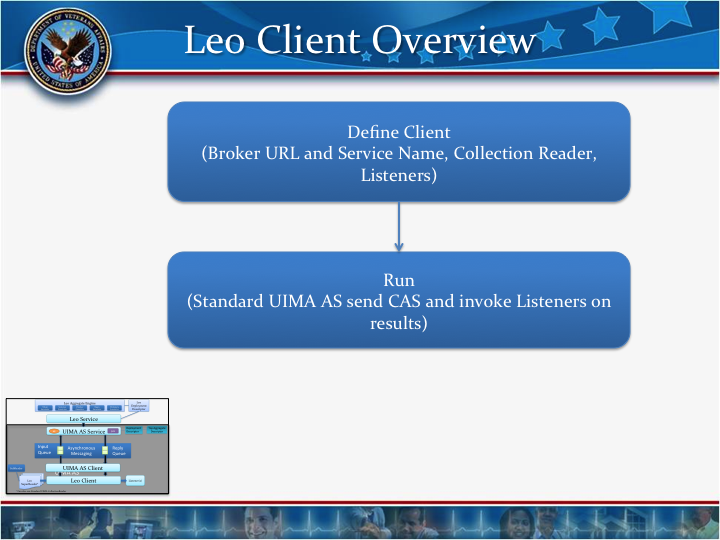 DEPARTMENT OF VETERANS AFFAIRS
UNITED STATES OF AMERICA
Leo Client Overview
Define Client
(Broker URL and Service Name, Collection Reader,
Listeners)
Run
(Standard UIMA AS send CAS and invoke Listeners on
results)
Leo Service
UIMA AS Service
Input
Queue
Asynchronous
Messaging
Reply
Queue
UIMA AS Client
Leo Client